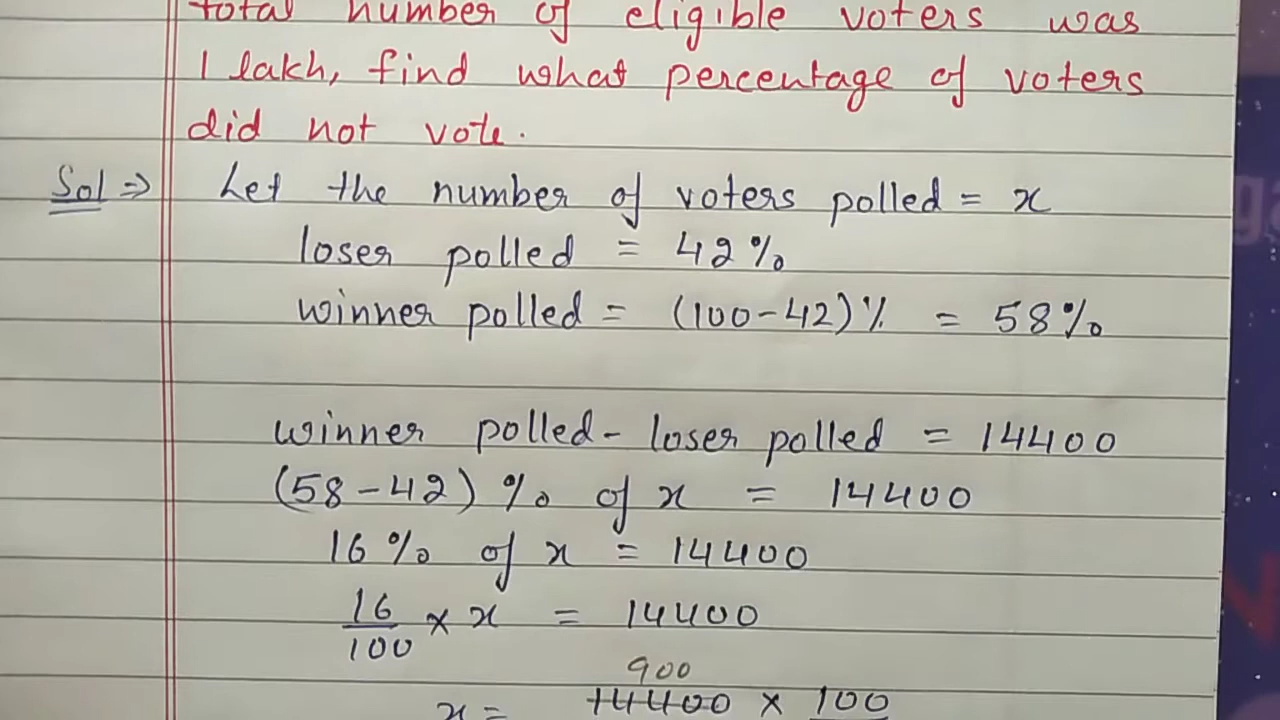 total number of eligible voters was
1 lakh, find what percentage of voters
did not vote.
Sol ⇒ Let the number of voters polled = x
loser polled = 42%
winner polled = (100-42)% = 58%
winner polled - loser polled = 14400
(58-42) % of x = 14400
16% of x = 14400
16/100 × x = 14400
900
x = 14400 × 100